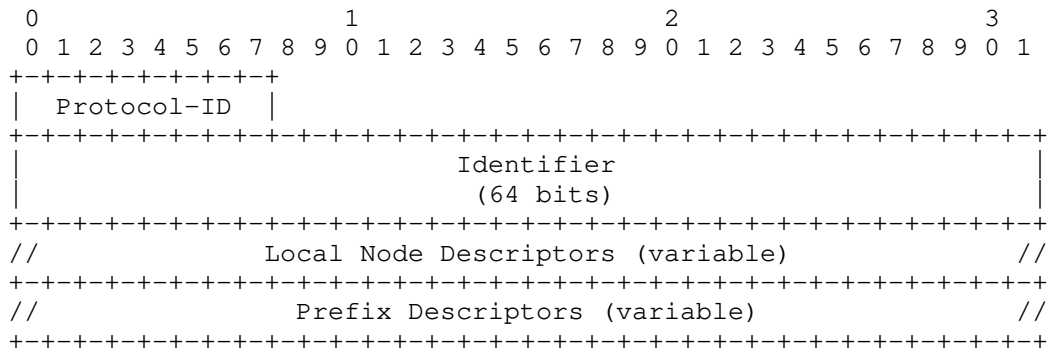 0                   1                   2                   3
 0 1 2 3 4 5 6 7 8 9 0 1 2 3 4 5 6 7 8 9 0 1 2 3 4 5 6 7 8 9 0 1
+-+-+-+-+-+-+-+-+
|  Protocol-ID  |
+-+-+-+-+-+-+-+-+-+-+-+-+-+-+-+-+-+-+-+-+-+-+-+-+-+-+-+-+-+-+-+-+
|                           Identifier                          |
|                            (64 bits)                          |
+-+-+-+-+-+-+-+-+-+-+-+-+-+-+-+-+-+-+-+-+-+-+-+-+-+-+-+-+-+-+-+-+
//              Local Node Descriptors (variable)              //
+-+-+-+-+-+-+-+-+-+-+-+-+-+-+-+-+-+-+-+-+-+-+-+-+-+-+-+-+-+-+-+-+
//                Prefix Descriptors (variable)                //
+-+-+-+-+-+-+-+-+-+-+-+-+-+-+-+-+-+-+-+-+-+-+-+-+-+-+-+-+-+-+-+-+